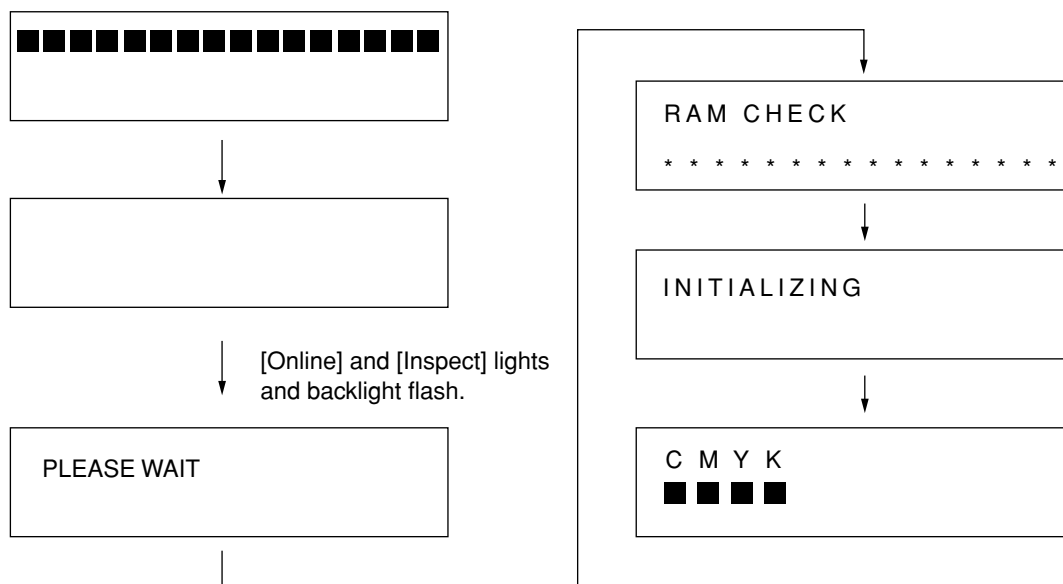 [Online] and [Inspect] lights
and backlight flash.
PLEASE WAIT
RAM CHECK
* * * * * * * * * * * * * * * *
INITIALIZING
C M Y K